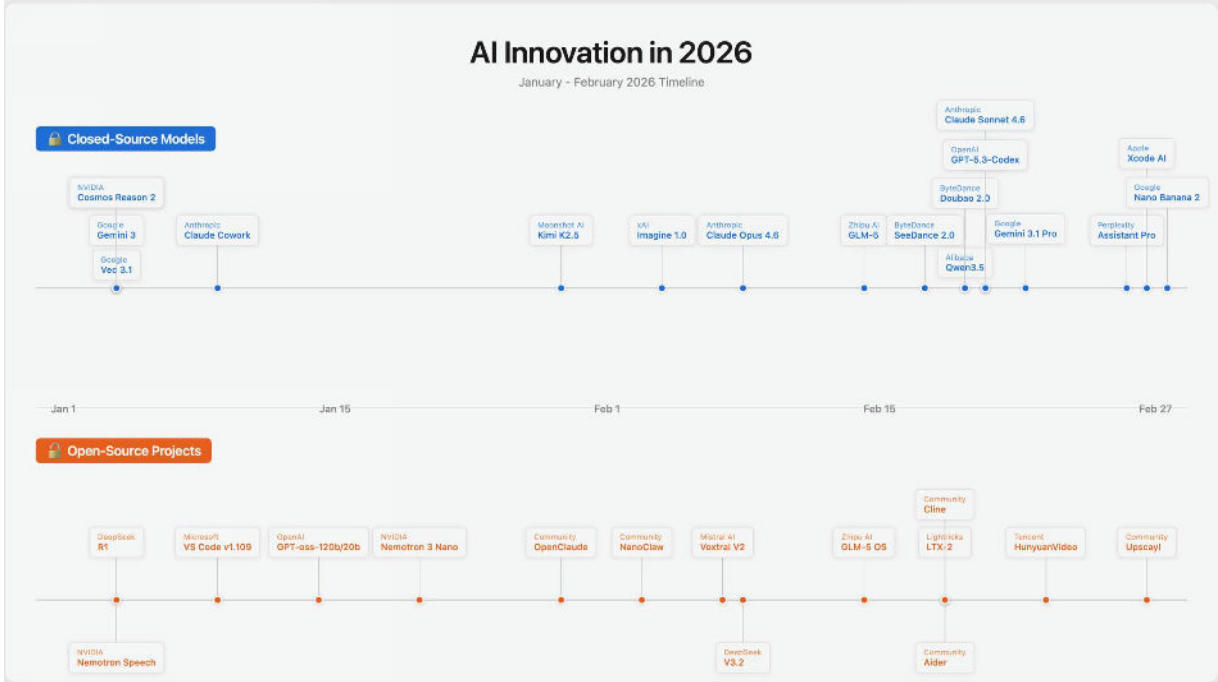 AI Innovation in 2026
January - February 2026 Timeline
Closed-Source Models
NVIDIA
Cosmos Reason 2
Google
Gemini 3
Google
Veo 3.1
Anthropic
Claude Cowork
Moonshot AI
Kimi K2.5
xAI
Imagine 1.0
Anthropic
Claude Opus 4.6
Zhipu AI
GLM-5
ByteDance
SeeDance 2.0
Anthropic
Claude Sonnet 4.6
OpenAI
GPT-5.3-Codex
ByteDance
Doubao 2.0
Alibaba
Qwen3.5
Google
Gemini 3.1 Pro
Perplexity
Assistant Pro
Apple
Xcode AI
Google
Nano Banana 2
Jan 1
Jan 15
Feb 1
Feb 15
Feb 27
Open-Source Projects
DeepSeek
R1
NVIDIA
Nemotron Speech
Microsoft
VS Code v1.109
OpenAI
GPT-oss-120b/20b
NVIDIA
Nemotron 3 Nano
Community
OpenClaude
Community
NanoClaw
Mistral AI
Voxtral V2
DeepSeek
V3.2
Zhipu AI
GLM-5 OS
Community
Cline
Lightricks
LTX-2
Community
Aider
Tencent
HunyuanVideo
Community
Upscayl